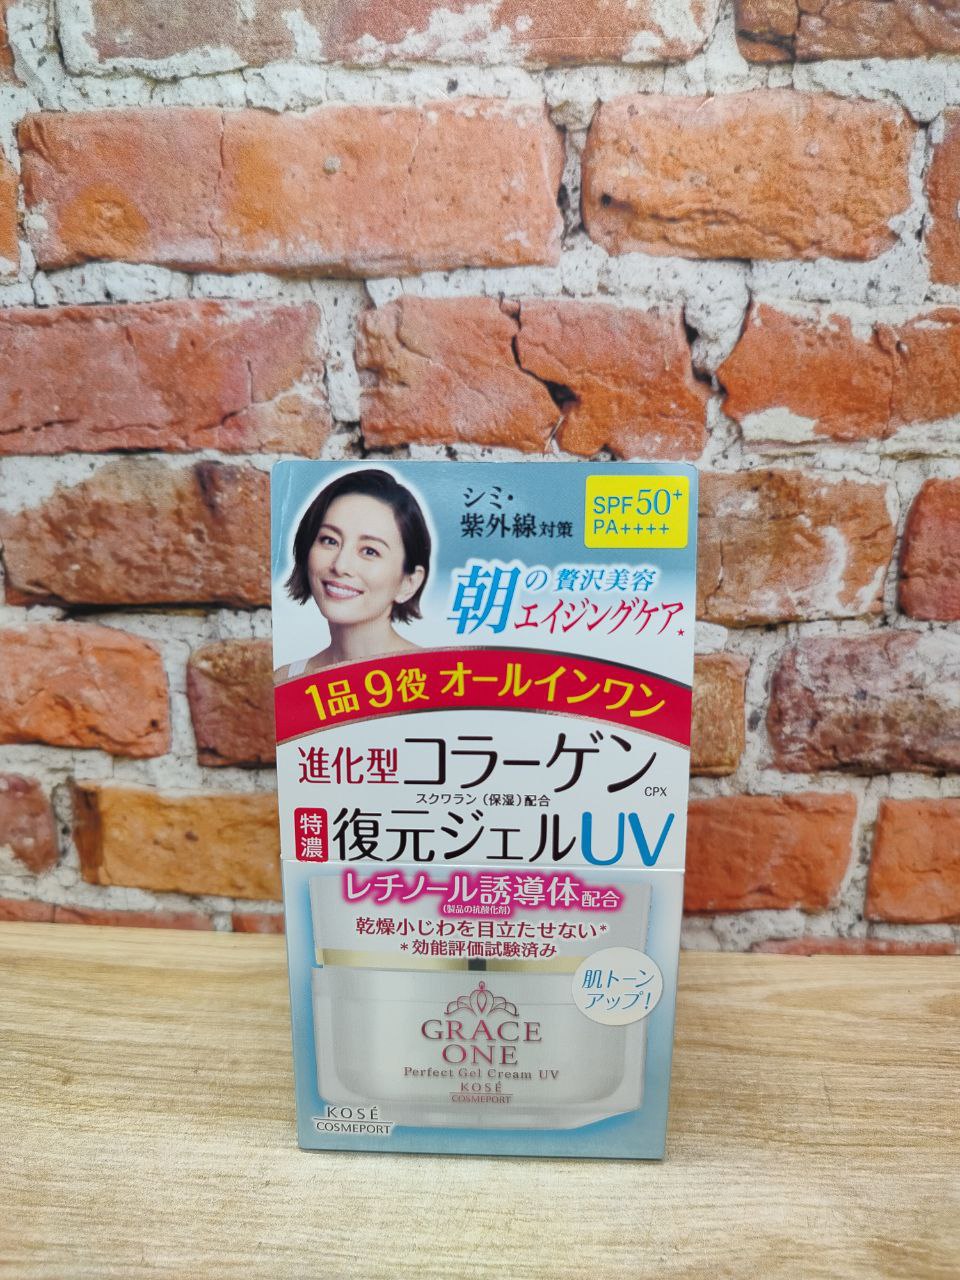 シミ・
紫外線対策
SPF50+
PA++++
朝の贅沢美容
エイジングケア★
1品9役 オールインワン
進化型コラーゲンCPX
スクワラン(保湿)配合
特濃 復元ジェルUV
レチノール誘導体配合
(製品の抗酸化剤)
乾燥小じわを目立たせない*
*効能評価試験済み
肌トーン
アップ!
GRACE
ONE
Perfect Gel Cream UV
KOSÉ
COSMEPORT
KOSÉ
COSMEPORT